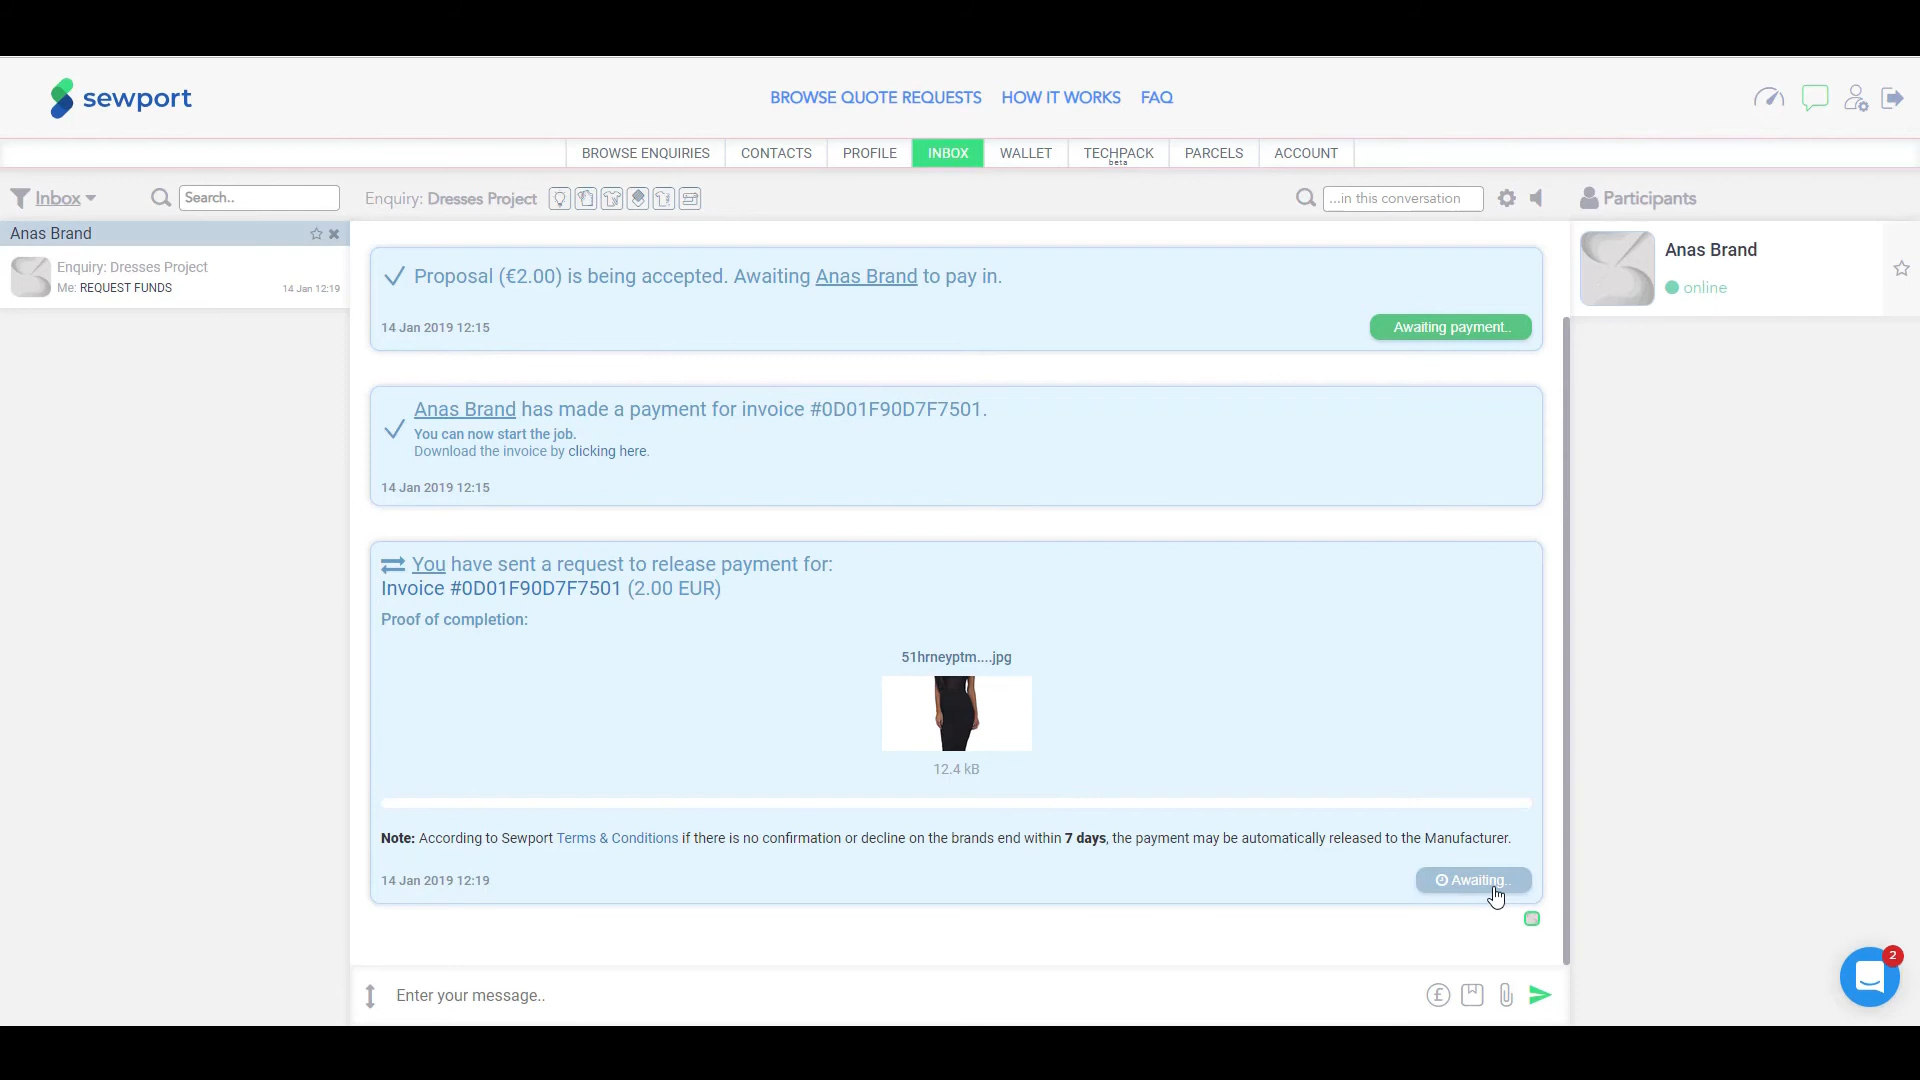 sewport
BROWSE QUOTE REQUESTS HOW IT WORKS FAQ
BROWSE ENQUIRIES CONTACTS PROFILE INBOX WALLET TECHPACK beta PARCELS ACCOUNT
Inbox Search.. Enquiry: Dresses Project ...in this conversation Participants
Anas Brand
Enquiry: Dresses Project
Me: REQUEST FUNDS 14 Jan 12:19
Proposal (€2.00) is being accepted. Awaiting Anas Brand to pay in.
14 Jan 2019 12:15 Awaiting payment..
Anas Brand has made a payment for invoice #0D01F90D7F7501.
You can now start the job.
Download the invoice by clicking here.
14 Jan 2019 12:15
You have sent a request to release payment for:
Invoice #0D01F90D7F7501 (2.00 EUR)
Proof of completion:
51hrneyptm....jpg
12.4 kB
Note: According to Sewport Terms & Conditions if there is no confirmation or decline on the brands end within 7 days, the payment may be automatically released to the Manufacturer.
14 Jan 2019 12:19 Awaiting..
Enter your message..
£
Anas Brand
online
2